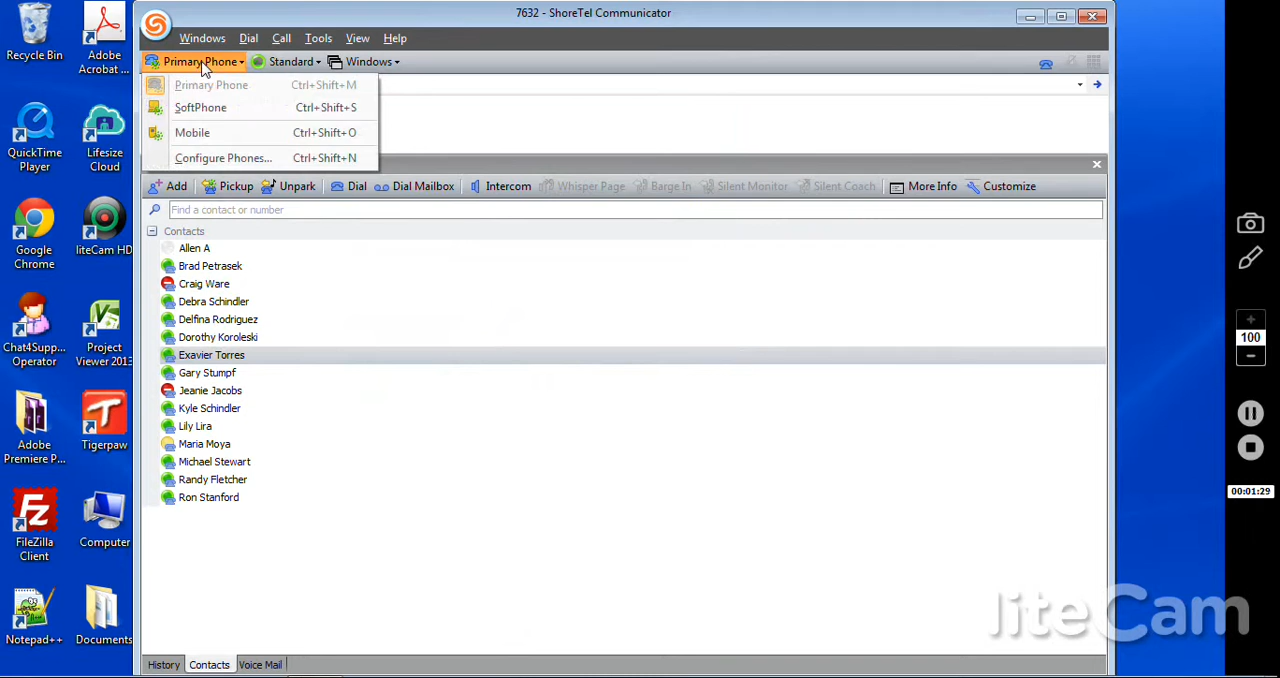 7632 - ShoreTel Communicator
Windows Dial Call Tools View Help
Primary Phone Standard Windows
Primary Phone Ctrl+Shift+M
SoftPhone Ctrl+Shift+S
Mobile Ctrl+Shift+O
Configure Phones... Ctrl+Shift+N
Add Pickup Unpark Dial Dial Mailbox Intercom Whisper Page Barge In Silent Monitor Silent Coach More Info Customize
Find a contact or number
Contacts
Allen A
Brad Petrasek
Craig Ware
Debra Schindler
Delfina Rodriguez
Dorothy Koroleski
Exavier Torres
Gary Stumpf
Jeanie Jacobs
Kyle Schindler
Lily Lira
Maria Moya
Michael Stewart
Randy Fletcher
Ron Stanford
History Contacts Voice Mail
Recycle Bin
Adobe
Acrobat ...
QuickTime
Player
Lifesize
Cloud
Google
Chrome
liteCam HD
Chat4Supp...
Operator
Project
Viewer 2013
Adobe
Premiere P...
Tigerpaw
FileZilla
Client
Computer
Notepad++
Documents
100
00:01:29
liteCam